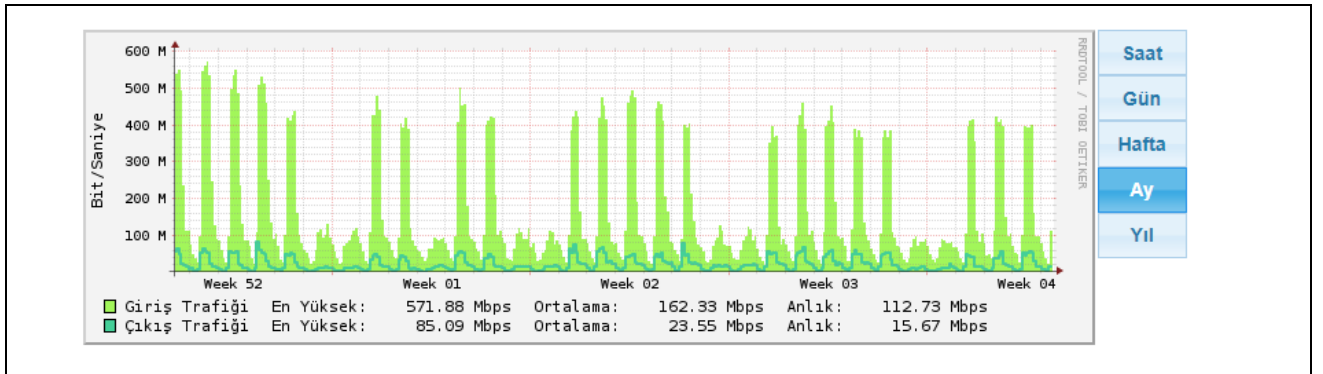 600 M
500 M
400 M
300 M
200 M
100 M
Bit/Saniye
RRDTOOL / TOBI OETIKER
Week 52 Week 01 Week 02 Week 03 Week 04
Giriş Trafiği En Yüksek: 571.88 Mbps Ortalama: 162.33 Mbps Anlık: 112.73 Mbps
Çıkış Trafiği En Yüksek: 85.09 Mbps Ortalama: 23.55 Mbps Anlık: 15.67 Mbps
Saat
Gün
Hafta
Ay
Yıl